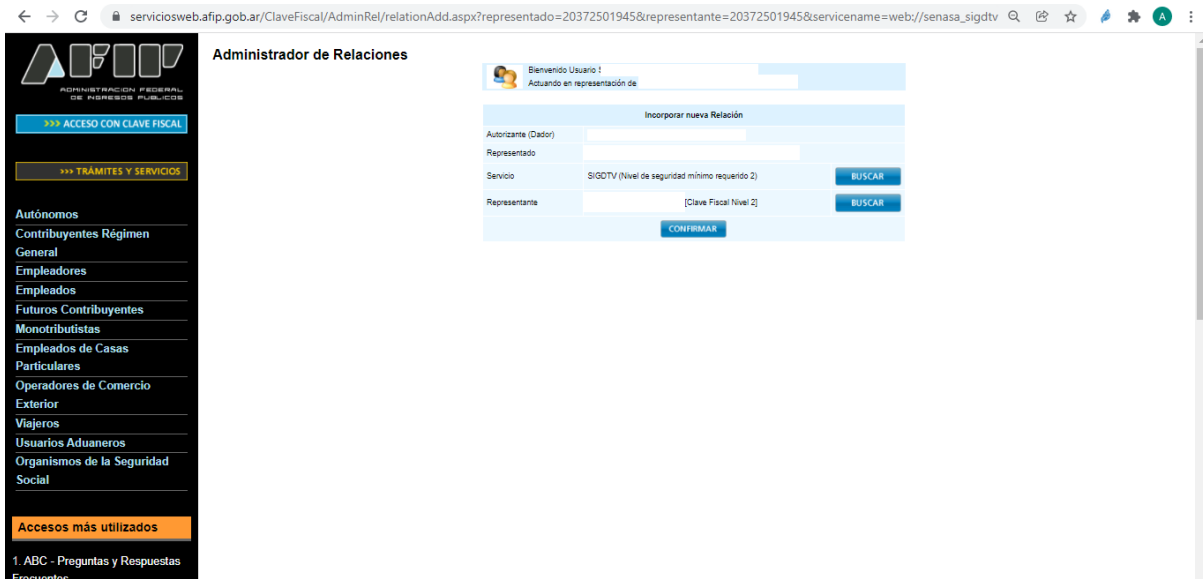 serviciosweb.afip.gob.ar/ClaveFiscal/AdminRel/relationAdd.aspx?representado=20372501945&representante=20372501945&servicename=web://senasa_sigdtv
A
AFIP
ADMINISTRACION FEDERAL
DE INGRESOS PUBLICOS
>>> ACCESO CON CLAVE FISCAL
>>> TRÁMITES Y SERVICIOS
Autónomos
Contribuyentes Régimen
General
Empleadores
Empleados
Futuros Contribuyentes
Monotributistas
Empleados de Casas
Particulares
Operadores de Comercio
Exterior
Viajeros
Usuarios Aduaneros
Organismos de la Seguridad
Social
Accesos más utilizados
1. ABC - Preguntas y Respuestas
Frecuentes
Administrador de Relaciones
Bienvenido Usuario
Actuando en representación de
Incorporar nueva Relación
Autorizante (Dador)
Representado
Servicio SIGDTV (Nivel de seguridad mínimo requerido 2) BUSCAR
Representante [Clave Fiscal Nivel 2] BUSCAR
CONFIRMAR